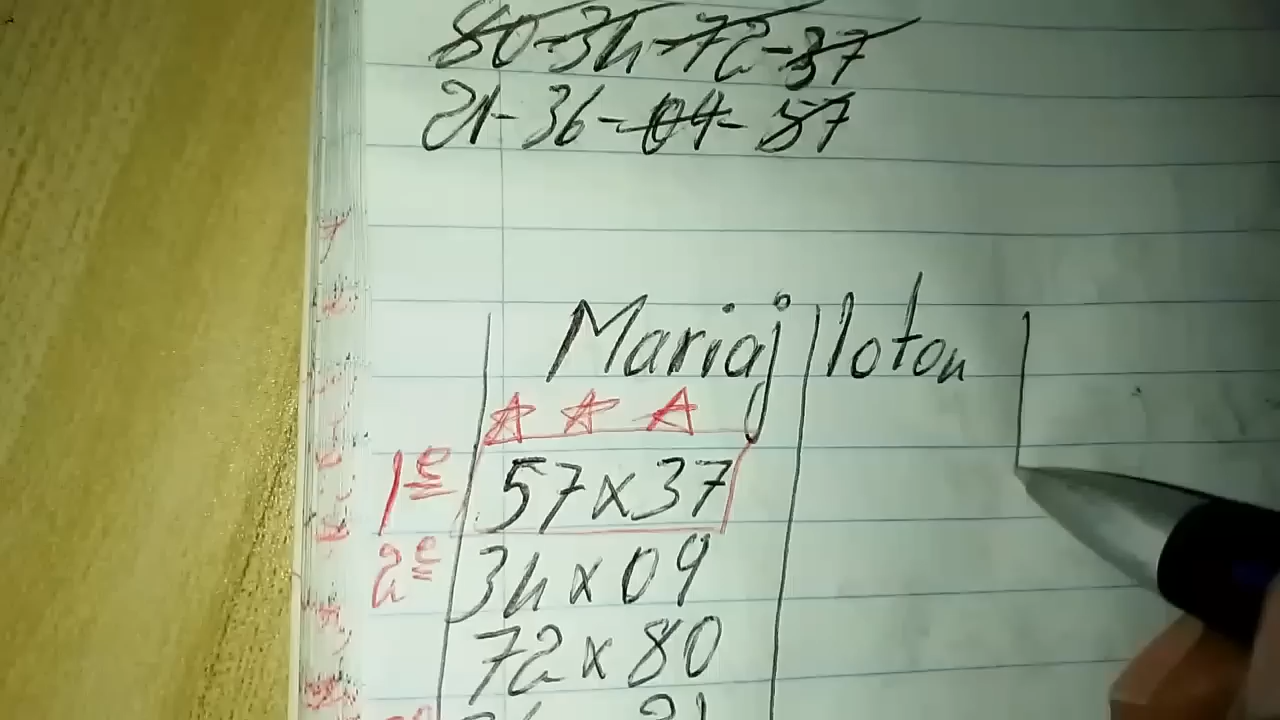 80-34-72-37
21-36-04-57
Mariaj loton
1e 57x37
2e 34x09
72x80